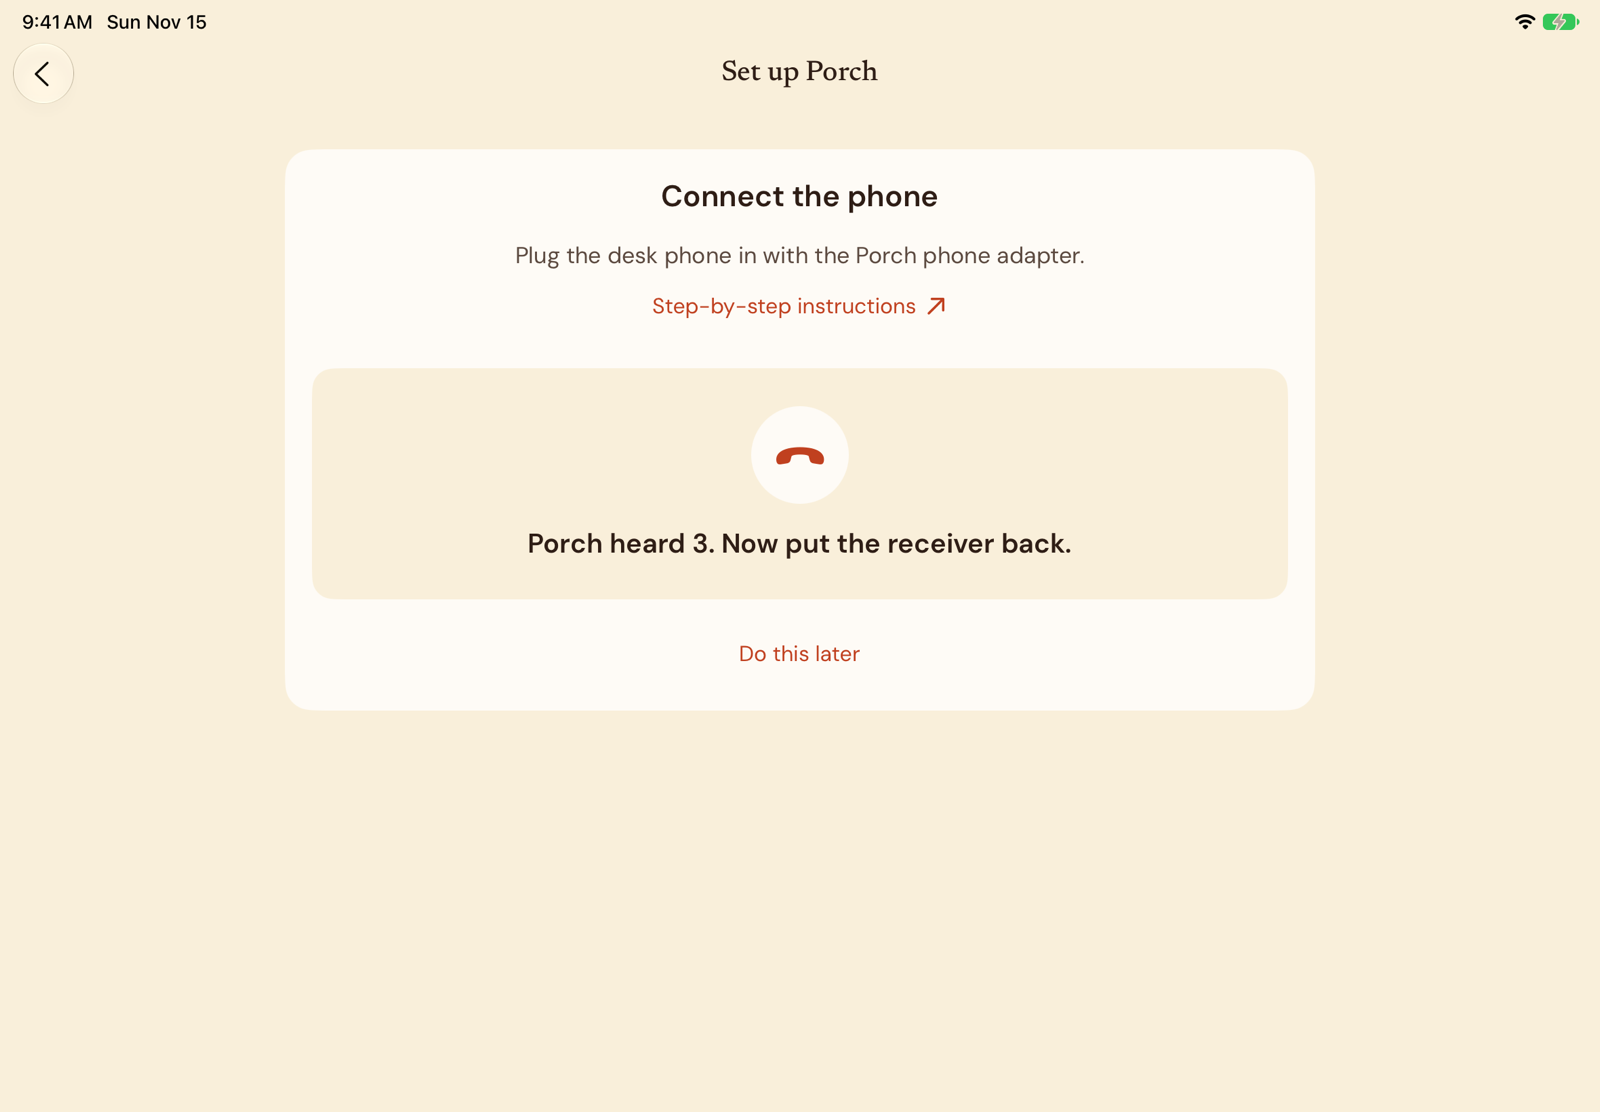 9:41 AM Sun Nov 15
Set up Porch
Connect the phone
Plug the desk phone in with the Porch phone adapter.
Step-by-step instructions
Porch heard 3. Now put the receiver back.
Do this later